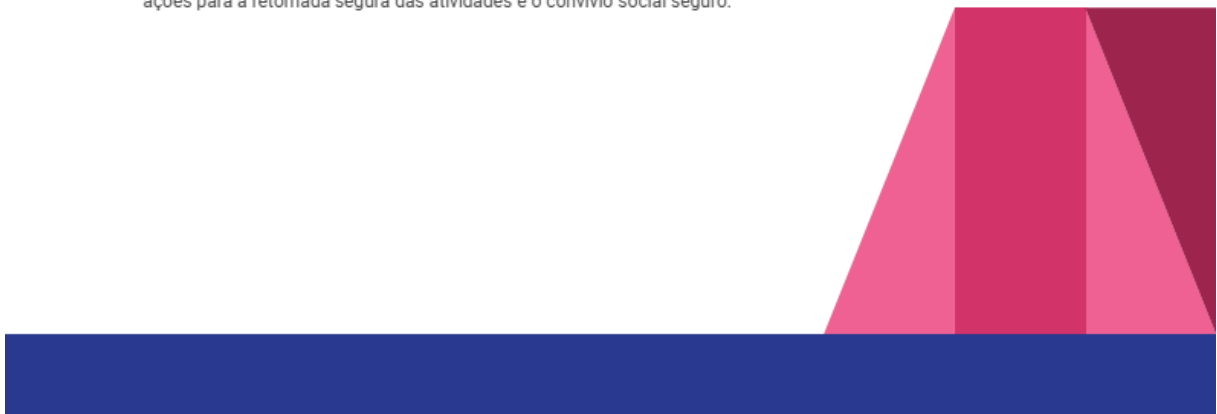 ações para a retomada segura das atividades e o convívio social seguro.